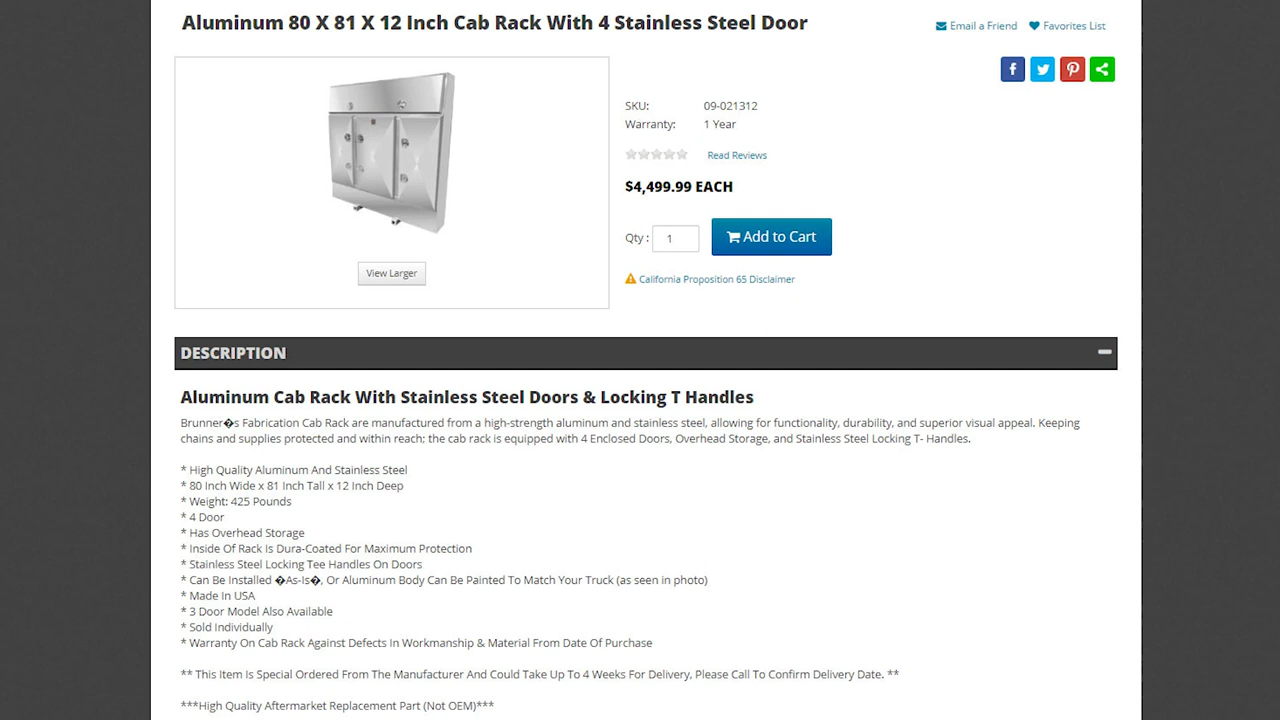 Aluminum 80 X 81 X 12 Inch Cab Rack With 4 Stainless Steel Door
Email a Friend
Favorites List
SKU: 09-021312
Warranty: 1 Year
Read Reviews
$4,499.99 EACH
Qty : 1
Add to Cart
View Larger
California Proposition 65 Disclaimer
DESCRIPTION
Aluminum Cab Rack With Stainless Steel Doors & Locking T Handles
Brunner�s Fabrication Cab Rack are manufactured from a high-strength aluminum and stainless steel, allowing for functionality, durability, and superior visual appeal. Keeping
chains and supplies protected and within reach; the cab rack is equipped with 4 Enclosed Doors, Overhead Storage, and Stainless Steel Locking T- Handles.
* High Quality Aluminum And Stainless Steel
* 80 Inch Wide x 81 Inch Tall x 12 Inch Deep
* Weight: 425 Pounds
* 4 Door
* Has Overhead Storage
* Inside Of Rack Is Dura-Coated For Maximum Protection
* Stainless Steel Locking Tee Handles On Doors
* Can Be Installed �As-Is�, Or Aluminum Body Can Be Painted To Match Your Truck (as seen in photo)
* Made In USA
* 3 Door Model Also Available
* Sold Individually
* Warranty On Cab Rack Against Defects In Workmanship & Material From Date Of Purchase
** This Item Is Special Ordered From The Manufacturer And Could Take Up To 4 Weeks For Delivery, Please Call To Confirm Delivery Date. **
***High Quality Aftermarket Replacement Part (Not OEM)***